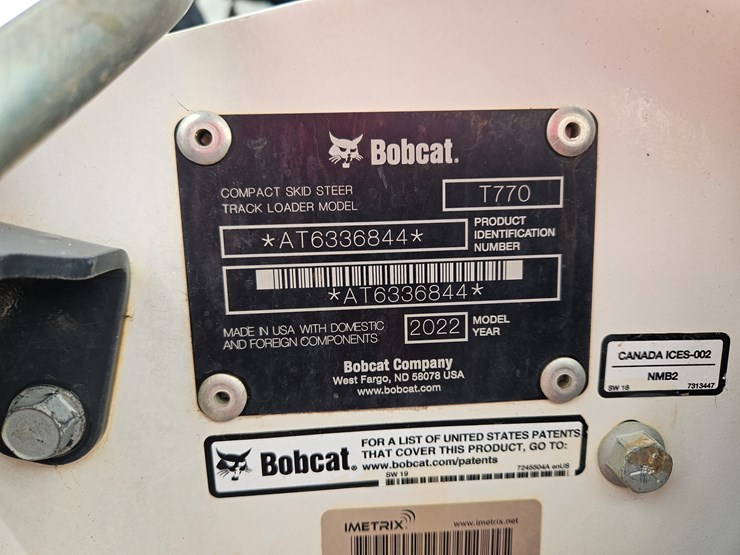 Bobcat.
COMPACT SKID STEER
TRACK LOADER MODEL
T770
*AT6336844*
PRODUCT
IDENTIFICATION
NUMBER
*AT6336844*
MADE IN USA WITH DOMESTIC
AND FOREIGN COMPONENTS
2022
MODEL
YEAR
Bobcat Company
West Fargo, ND 58078 USA
www.bobcat.com
CANADA ICES-002
NMB2
SW 18 7313447
Bobcat.
FOR A LIST OF UNITED STATES PATENTS
THAT COVER THIS PRODUCT, GO TO:
www.bobcat.com/patents
SW 19 7245504A enUS
IMETRIX www.imetrix.net